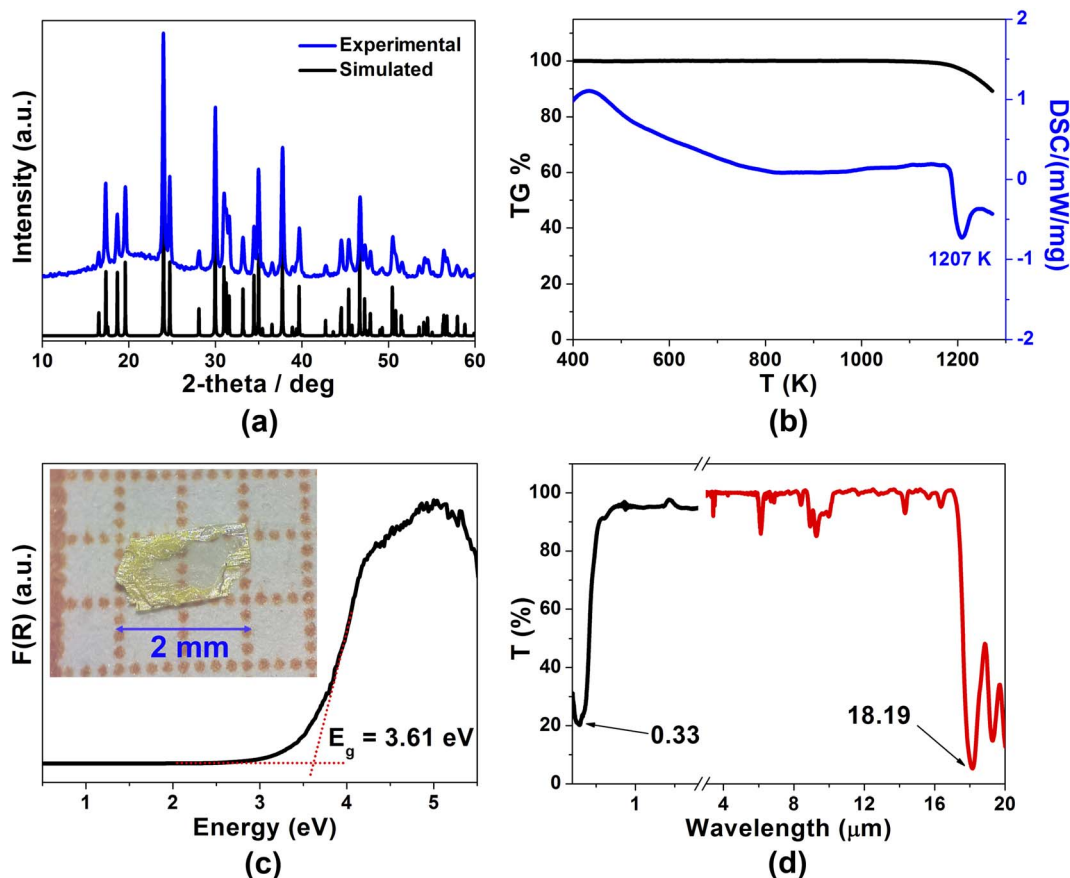 Experimental
Simulated
Intensity (a.u.)
10 20 30 40 50 60
2-theta / deg
(a)
100
80
60
40
20
0
TG %
2
1
0
-1
-2
DSC/(mW/mg)
1207 K
400 600 800 1000 1200
T (K)
(b)
F(R) (a.u.)
2 mm
E_g = 3.61 eV
1 2 3 4 5
Energy (eV)
(c)
100
80
60
40
20
0
T (%)
0.33
18.19
1 4 8 12 16 20
Wavelength (μm)
(d)